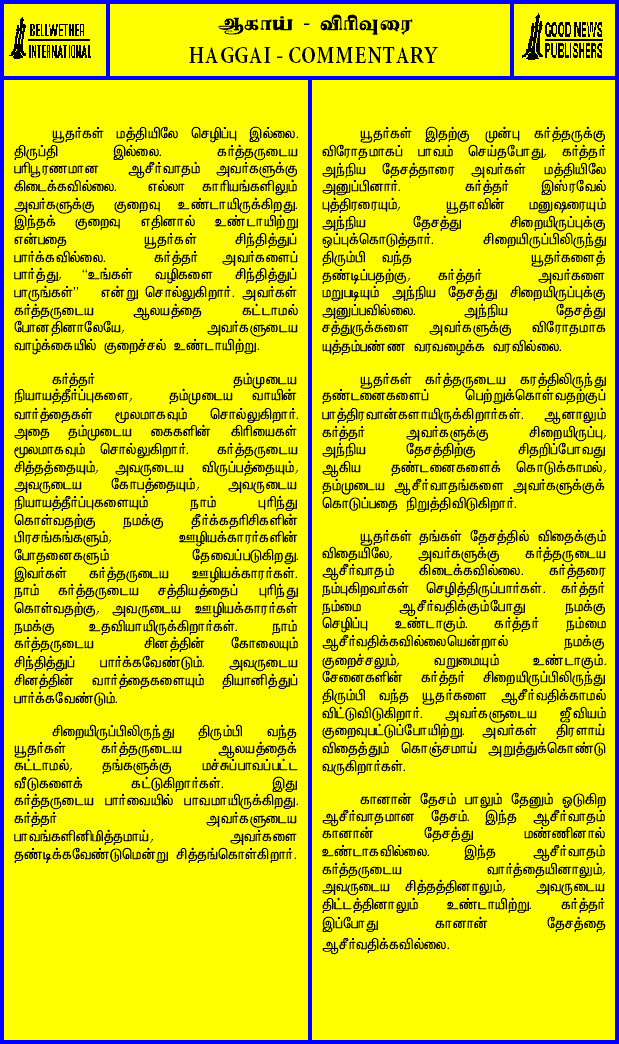 BELLWETHER
INTERNATIONAL
ஆகாய் - விரிவுரை
HAGGAI - COMMENTARY
GOOD NEWS
PUBLISHERS
யூதர்கள் மத்தியிலே செழிப்பு இல்லை.
திருப்தி இல்லை. கர்த்தருடைய
பரிபூரணமான ஆசீர்வாதம் அவர்களுக்கு
கிடைக்கவில்லை. எல்லா காரியங்களிலும்
அவர்களுக்கு குறைவு உண்டாயிருக்கிறது.
இந்தக் குறைவு எதினால் உண்டாயிற்று
என்பதை யூதர்கள் சிந்தித்துப்
பார்க்கவில்லை. கர்த்தர் அவர்களைப்
பார்த்து, “உங்கள் வழிகளை சிந்தித்துப்
பாருங்கள்” என்று சொல்லுகிறார். அவர்கள்
கர்த்தருடைய ஆலயத்தை கட்டாமல்
போனதினாலேயே, அவர்களுடைய
வாழ்க்கையில் குறைச்சல் உண்டாயிற்று.
கர்த்தர் தம்முடைய
நியாயத்தீர்ப்புகளை, தம்முடைய வாயின்
வார்த்தைகள் மூலமாகவும் சொல்லுகிறார்.
அதை தம்முடைய கைகளின் கிரியைகள்
மூலமாகவும் சொல்லுகிறார். கர்த்தருடைய
சித்தத்தையும், அவருடைய விருப்பத்தையும்,
அவருடைய கோபத்தையும், அவருடைய
நியாயத்தீர்ப்புகளையும் நாம் புரிந்து
கொள்வதற்கு நமக்கு தீர்க்கதரிசிகளின்
பிரசங்கங்களும், ஊழியக்காரர்களின்
போதனைகளும் தேவைப்படுகிறது.
இவர்கள் கர்த்தருடைய ஊழியக்காரர்கள்.
நாம் கர்த்தருடைய சத்தியத்தைப் புரிந்து
கொள்வதற்கு, அவருடைய ஊழியக்காரர்கள்
நமக்கு உதவியாயிருக்கிறார்கள். நாம்
கர்த்தருடைய சினத்தின் கோலையும்
சிந்தித்துப் பார்க்கவேண்டும். அவருடைய
சினத்தின் வார்த்தைகளையும் தியானித்துப்
பார்க்கவேண்டும்.
சிறையிருப்பிலிருந்து திரும்பி வந்த
யூதர்கள் கர்த்தருடைய ஆலயத்தைக்
கட்டாமல், தங்களுக்கு மச்சுப்பாவப்பட்ட
வீடுகளைக் கட்டுகிறார்கள். இது
கர்த்தருடைய பார்வையில் பாவமாயிருக்கிறது.
கர்த்தர் அவர்களுடைய
பாவங்களினிமித்தமாய், அவர்களை
தண்டிக்கவேண்டுமென்று சித்தங்கொள்கிறார்.
யூதர்கள் இதற்கு முன்பு கர்த்தருக்கு
விரோதமாகப் பாவம் செய்தபோது, கர்த்தர்
அந்நிய தேசத்தாரை அவர்கள் மத்தியிலே
அனுப்பினார். கர்த்தர் இஸ்ரவேல்
புத்திரரையும், யூதாவின் மனுஷரையும்
அந்நிய தேசத்து சிறையிருப்புக்கு
ஒப்புக்கொடுத்தார். சிறையிருப்பிலிருந்து
திரும்பி வந்த யூதர்களைத்
தண்டிப்பதற்கு, கர்த்தர் அவர்களை
மறுபடியும் அந்நிய தேசத்து சிறையிருப்புக்கு
அனுப்பவில்லை. அந்நிய தேசத்து
சத்துருக்களை அவர்களுக்கு விரோதமாக
யுத்தம்பண்ண வரவழைக்க வரவில்லை.
யூதர்கள் கர்த்தருடைய கரத்திலிருந்து
தண்டனைகளைப் பெற்றுக்கொள்வதற்குப்
பாத்திரவான்களாயிருக்கிறார்கள். ஆனாலும்
கர்த்தர் அவர்களுக்கு சிறையிருப்பு,
அந்நிய தேசத்திற்கு சிதறிப்போவது
ஆகிய தண்டனைகளைக் கொடுக்காமல்,
தம்முடைய ஆசீர்வாதங்களை அவர்களுக்குக்
கொடுப்பதை நிறுத்திவிடுகிறார்.
யூதர்கள் தங்கள் தேசத்தில் விதைக்கும்
விதையிலே, அவர்களுக்கு கர்த்தருடைய
ஆசீர்வாதம் கிடைக்கவில்லை. கர்த்தரை
நம்புகிறவர்கள் செழித்திருப்பார்கள். கர்த்தர்
நம்மை ஆசீர்வதிக்கும்போது நமக்கு
செழிப்பு உண்டாகும். கர்த்தர் நம்மை
ஆசீர்வதிக்கவில்லையென்றால் நமக்கு
குறைச்சலும், வறுமையும் உண்டாகும்.
சேனைகளின் கர்த்தர் சிறையிருப்பிலிருந்து
திரும்பி வந்த யூதர்களை ஆசீர்வதிக்காமல்
விட்டுவிடுகிறார். அவர்களுடைய ஜீவியம்
குறைவுபட்டுப்போயிற்று. அவர்கள் திரளாய்
விதைத்தும் கொஞ்சமாய் அறுத்துக்கொண்டு
வருகிறார்கள்.
கானான் தேசம் பாலும் தேனும் ஓடுகிற
ஆசீர்வாதமான தேசம். இந்த ஆசீர்வாதம்
கானான் தேசத்து மண்ணினால்
உண்டாகவில்லை. இந்த ஆசீர்வாதம்
கர்த்தருடைய வார்த்தையினாலும்,
அவருடைய சித்தத்தினாலும், அவருடைய
திட்டத்தினாலும் உண்டாயிற்று. கர்த்தர்
இப்போது கானான் தேசத்தை
ஆசீர்வதிக்கவில்லை.